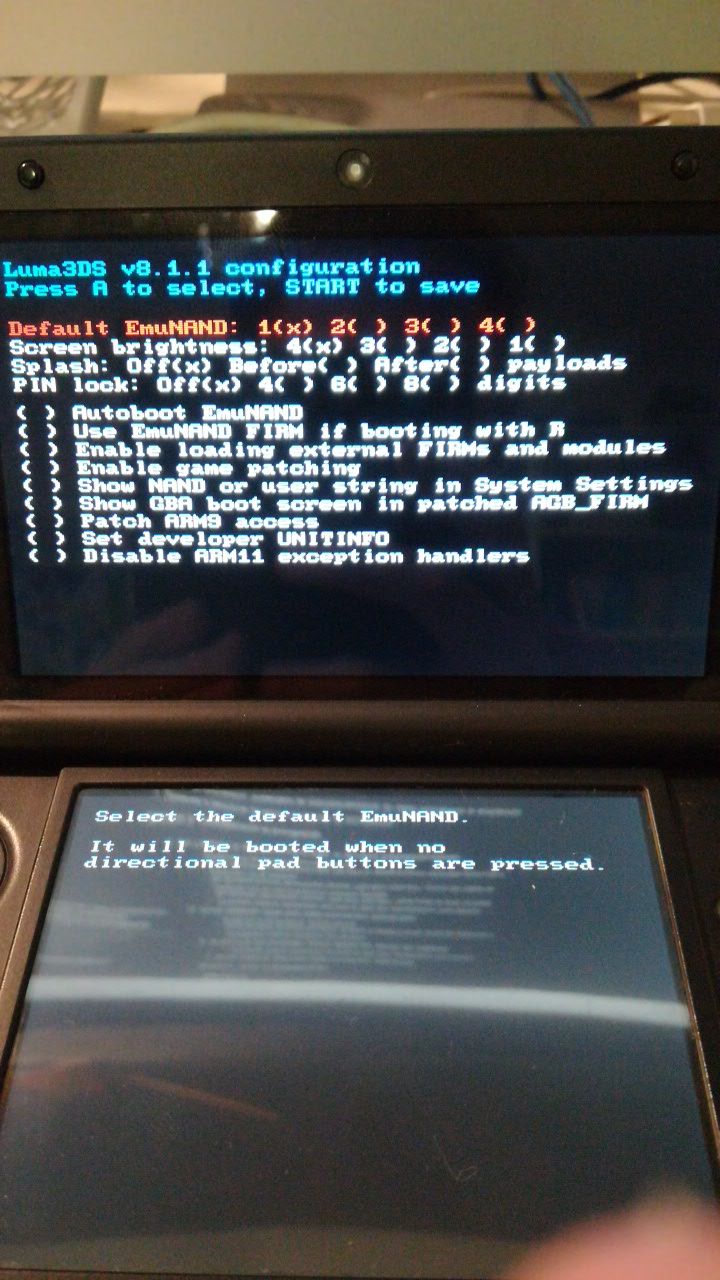 Luma3DS v8.1.1 configuration
Press A to select, START to save
Default EmuNAND: 1(x) 2( ) 3( ) 4( )
Screen brightness: 4(x) 3( ) 2( ) 1( )
Splash: Off(x) Before( ) After( ) payloads
PIN lock: Off(x) 4( ) 6( ) 8( ) digits
( ) Autoboot EmuNAND
( ) Use EmuNAND FIRM if booting with R
( ) Enable loading external FIRMs and modules
( ) Enable game patching
( ) Show NAND or user string in System Settings
( ) Show GBA boot screen in patched AGB_FIRM
( ) Patch ARM9 access
( ) Set developer UNITINFO
( ) Disable ARM11 exception handlers
Select the default EmuNAND.
It will be booted when no
directional pad buttons are pressed.